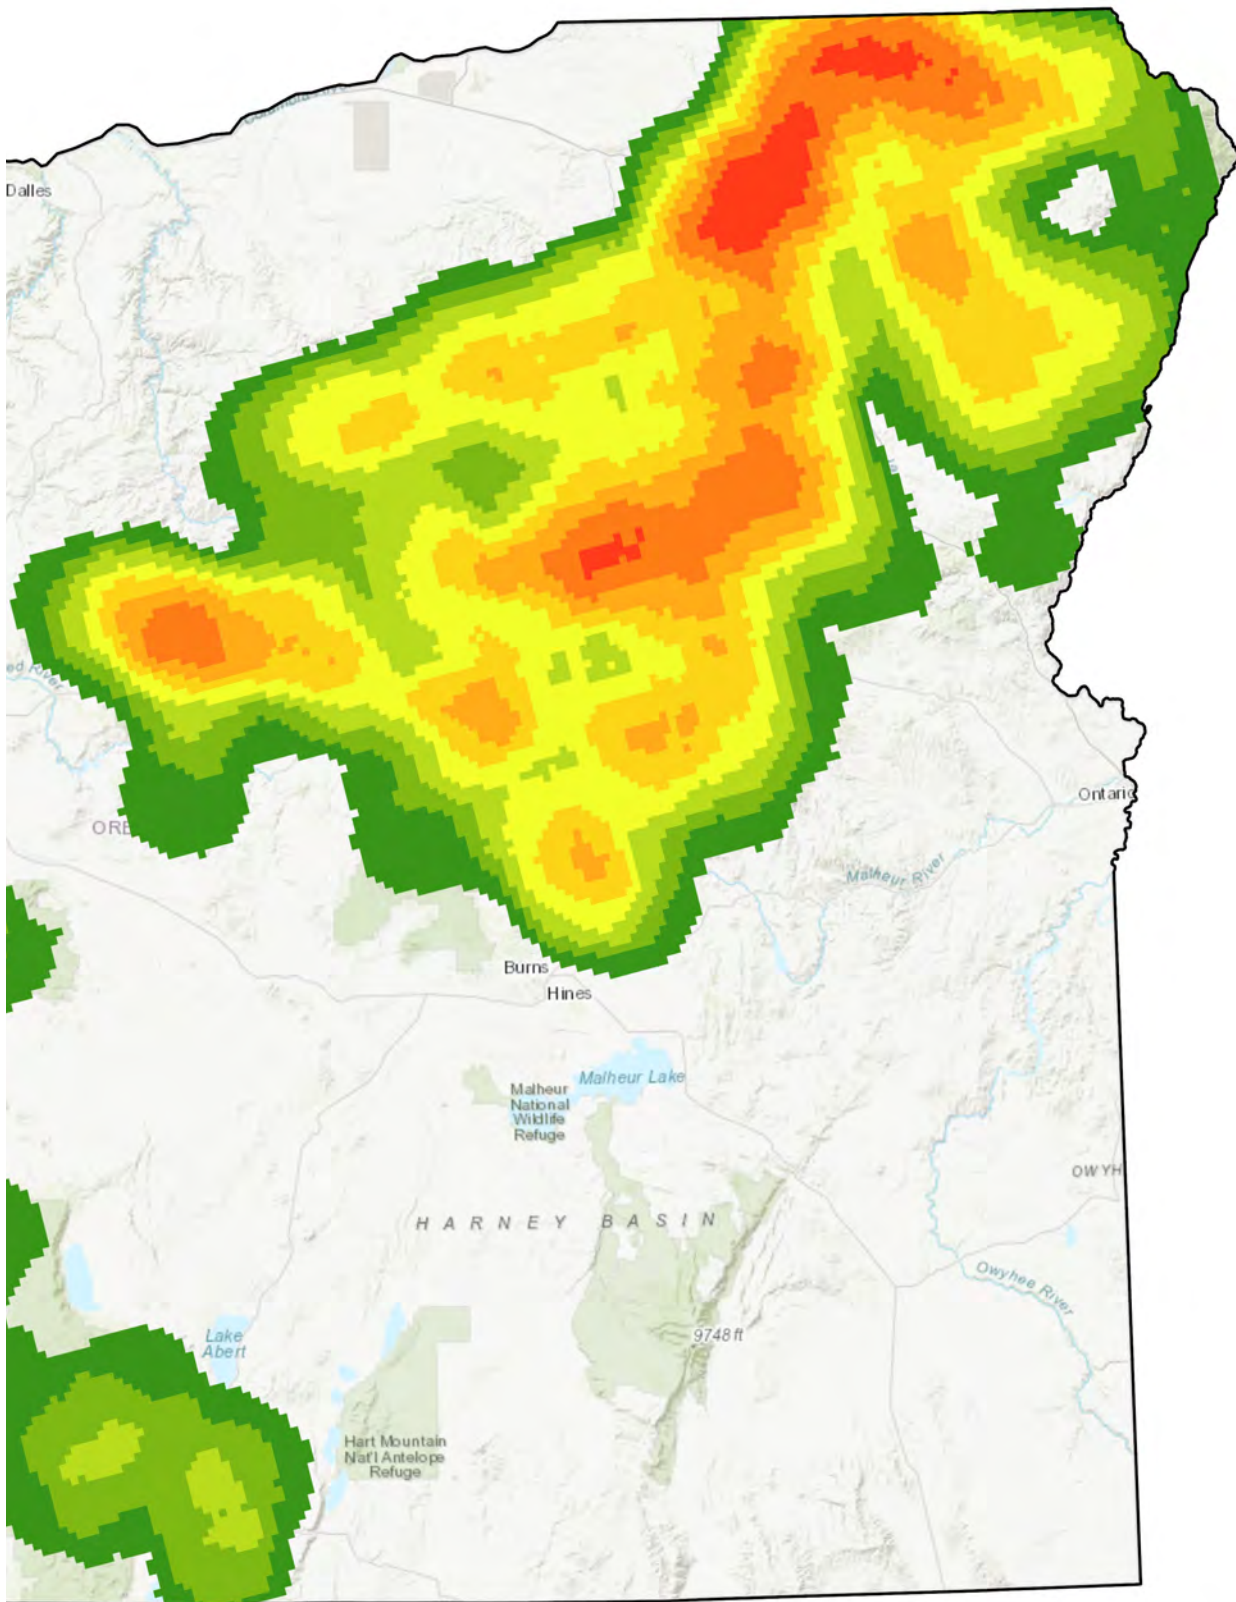 Dalles
Ontario
Malheur River
Burns
Hines
Malheur Lake
Malheur
National
Wildlife
Refuge
OWYH
HARNEY BASIN
Owyhee River
Lake
Abert
9748 ft
Hart Mountain
Nat'l Antelope
Refuge